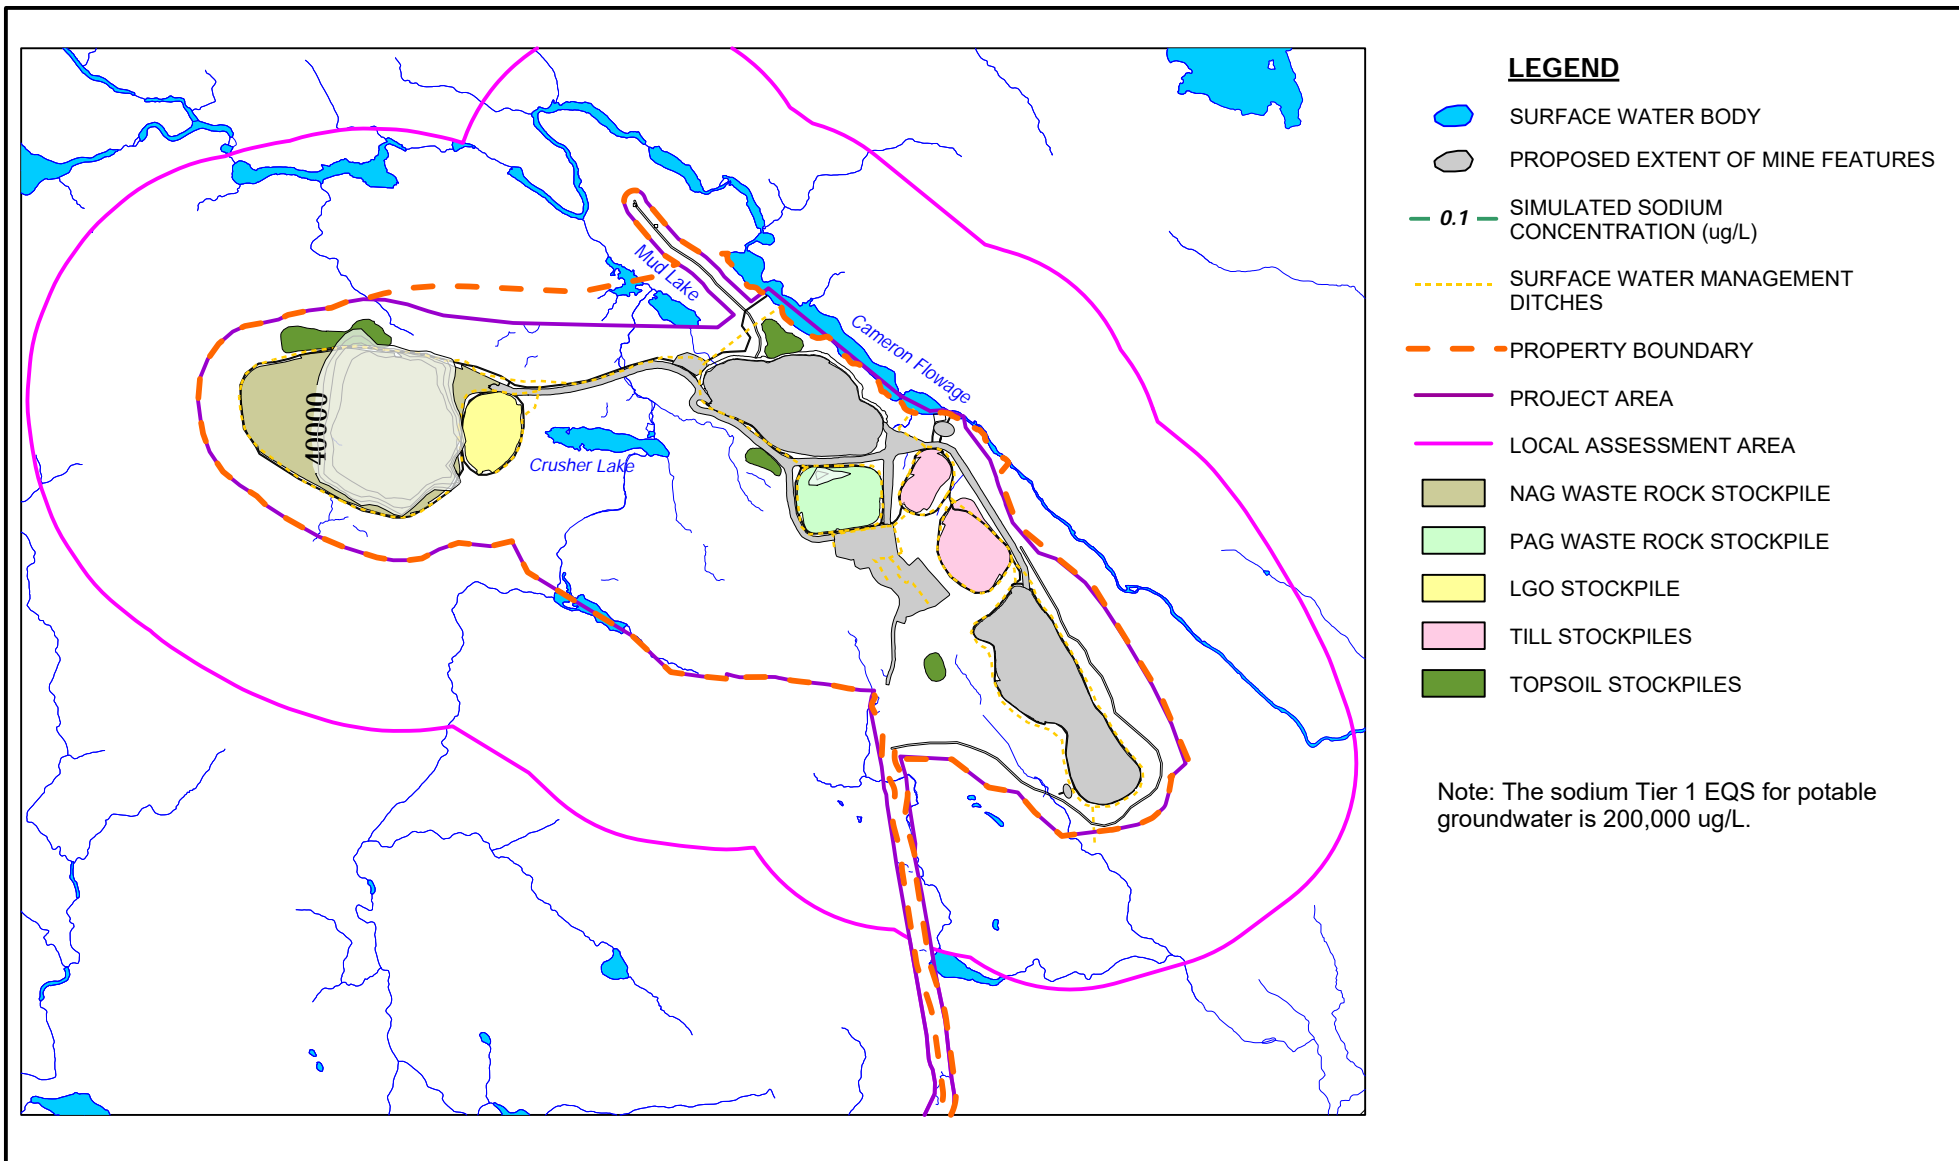 LEGEND
SURFACE WATER BODY
PROPOSED EXTENT OF MINE FEATURES
0.1
SIMULATED SODIUM
CONCENTRATION (ug/L)
SURFACE WATER MANAGEMENT
DITCHES
PROPERTY BOUNDARY
PROJECT AREA
LOCAL ASSESSMENT AREA
NAG WASTE ROCK STOCKPILE
PAG WASTE ROCK STOCKPILE
LGO STOCKPILE
TILL STOCKPILES
TOPSOIL STOCKPILES
Note: The sodium Tier 1 EQS for potable
groundwater is 200,000 ug/L.
Mud Lake
Cameron Flowage
Crusher Lake
40000